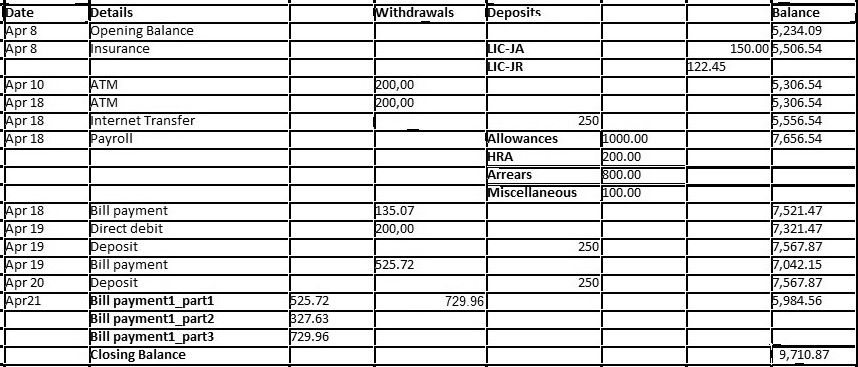 Date Details Withdrawals Deposits Balance
Apr 8 Opening Balance 5,234.09
Apr 8 Insurance LIC-JA 150.00 5,506.54
LIC-JR 122.45
Apr 10 ATM 200,00 5,306.54
Apr 18 ATM 200,00 5,306.54
Apr 18 Internet Transfer 250 5,556.54
Apr 18 Payroll Allowances 1000.00 7,656.54
HRA 200.00
Arrears 800.00
Miscellaneous 100.00
Apr 18 Bill payment 135.07 7,521.47
Apr 19 Direct debit 200,00 7,321.47
Apr 19 Deposit 250 7,567.87
Apr 19 Bill payment 525.72 7,042.15
Apr 20 Deposit 250 7,567.87
Apr21 Bill payment1_part1 525.72 729.96 5,984.56
Bill payment1_part2 327.63
Bill payment1_part3 729.96
Closing Balance 9,710.87